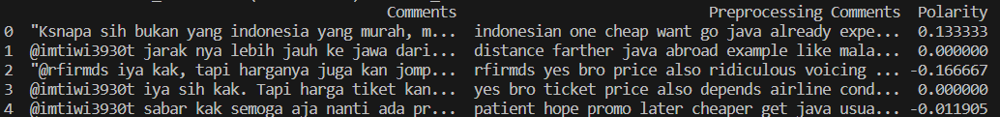 Comments Preprocessing Comments Polarity
0 "Ksnapa sih bukan yang indonesia yang murah, m... indonesian one cheap want go java already expe... 0.133333
1 @imtiwi3930t jarak nya lebih jauh ke jawa dari... distance farther java abroad example like mala... 0.000000
2 "@rfirmds iya kak, tapi harganya juga kan jomp... rfirmds yes bro price also ridiculous voicing ... -0.166667
3 @imtiwi3930t iya sih kak. Tapi harga tiket kan... yes bro ticket price also depends airline cond... 0.000000
4 @imtiwi3930t sabar kak semoga aja nanti ada pr... patient hope promo later cheaper get java usua... -0.011905